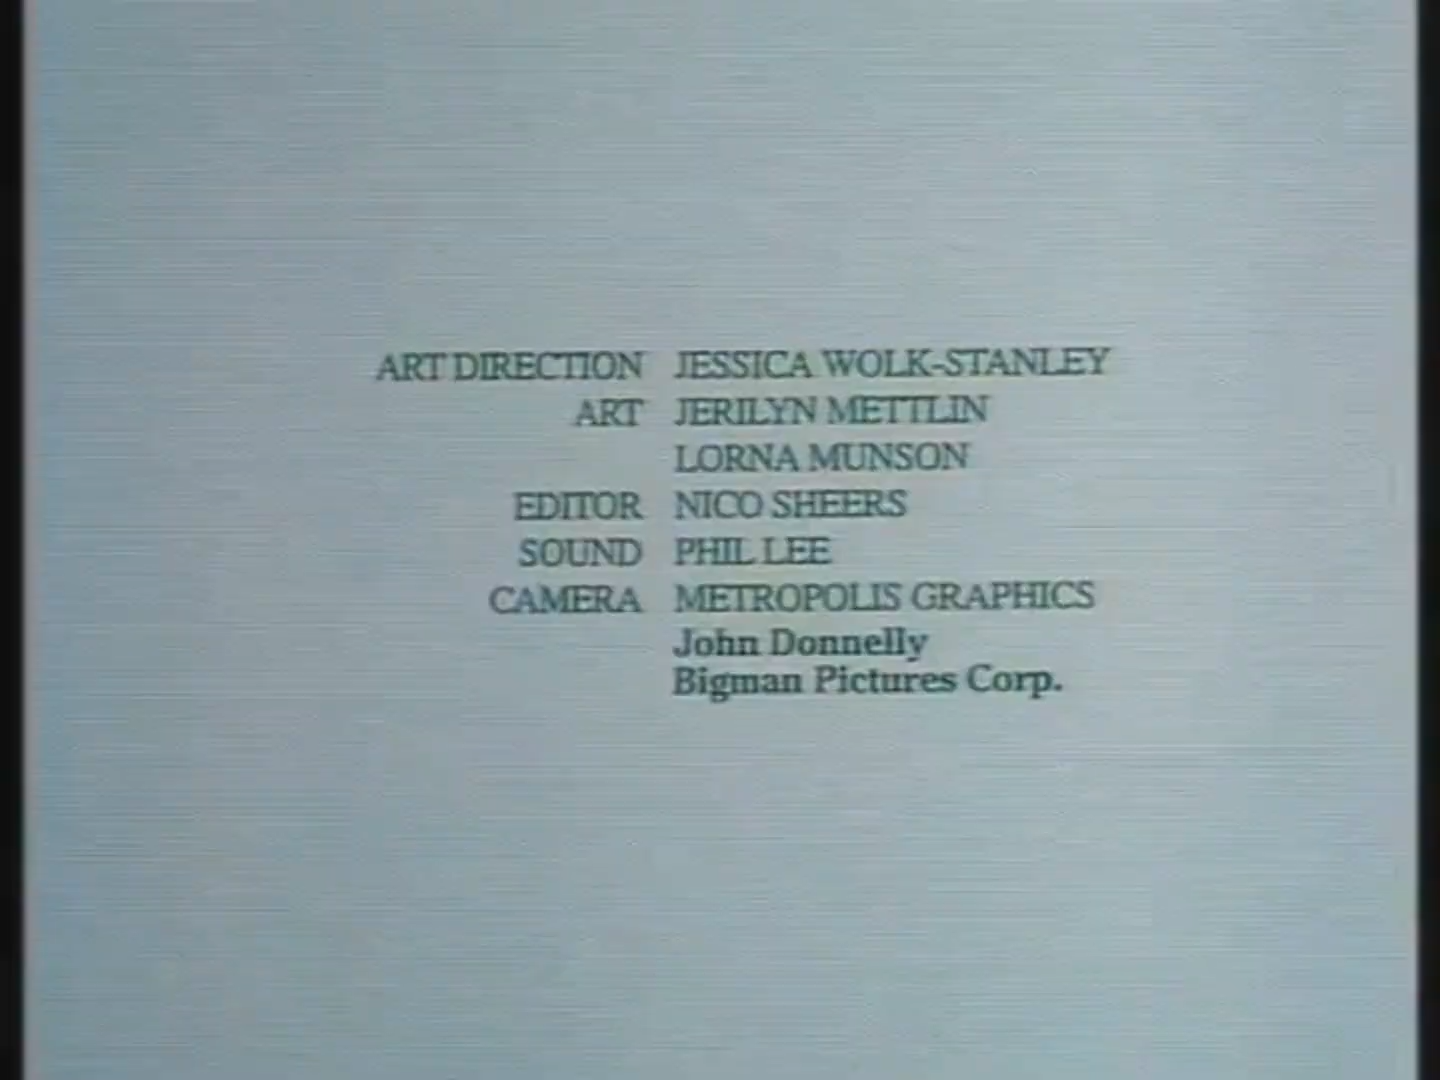 ART DIRECTION JESSICA WOLK-STANLEY
ART JERILYN METTLIN
LORNA MUNSON
EDITOR NICO SHEERS
SOUND PHIL LEE
CAMERA METROPOLIS GRAPHICS
John Donnelly
Bigman Pictures Corp.